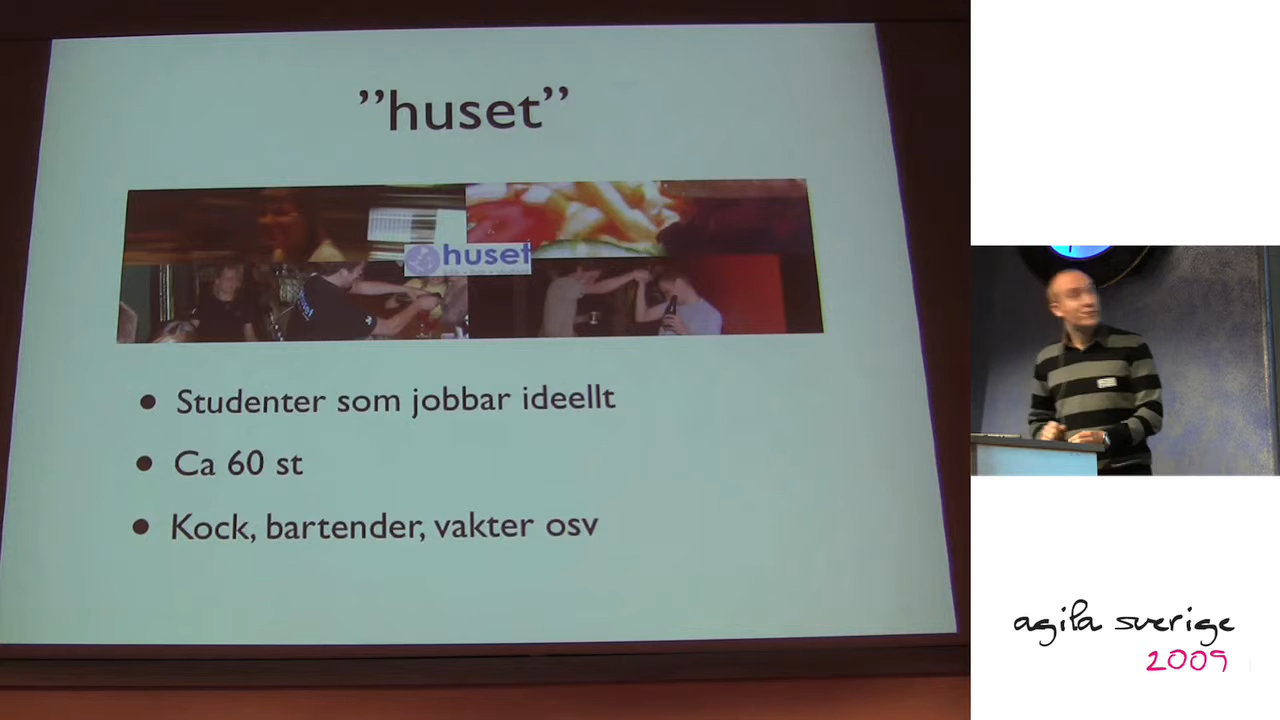 ”huset”
huset
Studenter som jobbar ideellt
Ca 60 st
Kock, bartender, vakter osv
agila sverige
2009